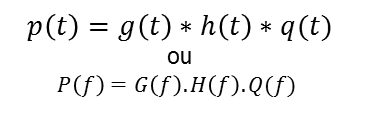 p(t) = g(t) * h(t) * q(t)
ou
P(f) = G(f).H(f).Q(f)